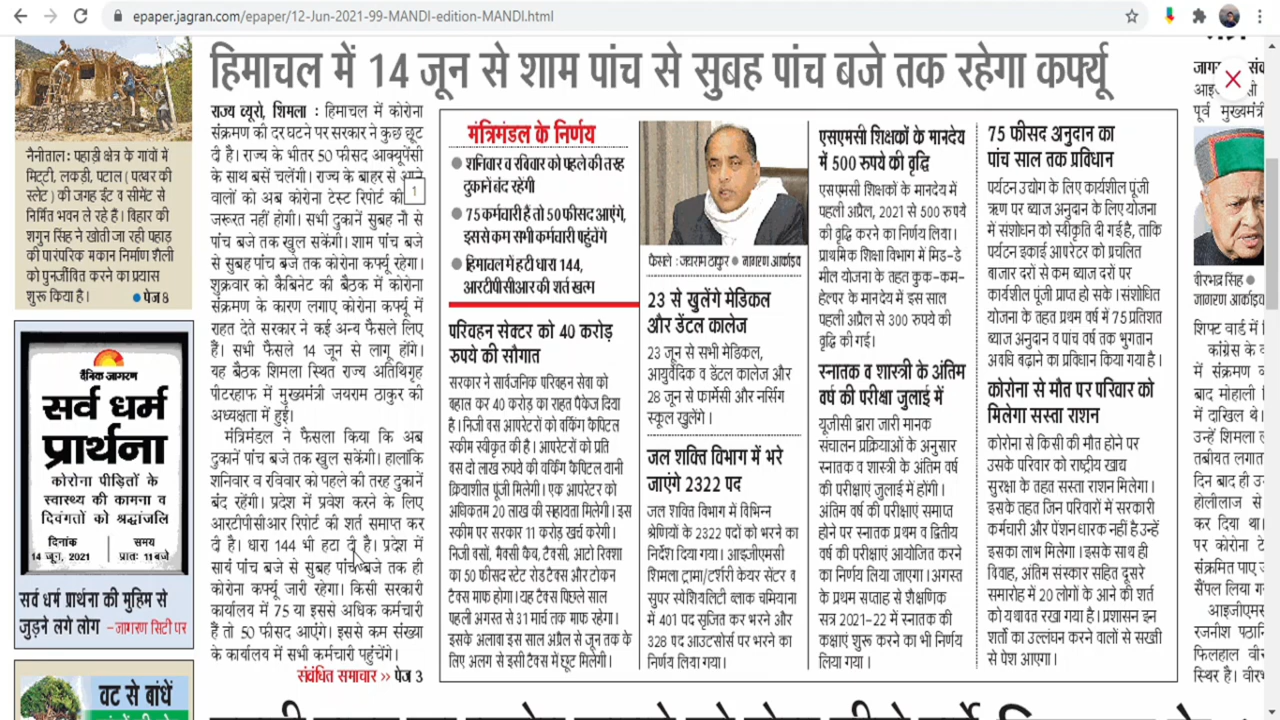 epaper.jagran.com/epaper/12-Jun-2021-99-MANDI-edition-MANDI.html
हिमाचल में 14 जून से शाम पांच से सुबह पांच बजे तक रहेगा कर्फ्यू
नैनीताल: पहाड़ी क्षेत्र के गावों में
मिट्टी, लकड़ी, पटाल (पत्थर की
स्लेट) की जगह ईंट व सीमेंट से
निर्मित भवन ले रहे है। बिहार की
शगुन सिंह ने खोती जा रही पहाड़
की पारंपरिक मकान निर्माण शैली
को पुनर्जीवित करने का प्रयास
शुरू किया है।
● पेज 8
दैनिक जागरण
सर्व धर्म
प्रार्थना
कोरोना पीड़ितों के
स्वास्थ्य की कामना व
दिवंगतों को श्रद्धांजलि
दिनांक समय
14 जून, 2021 प्रातः 11 बजे
सर्व धर्म प्रार्थना की मुहिम से
जुड़ने लगे लोग -जागरण सिटी पर
वट से बांधें
राज्य ब्यूरो, शिमला : हिमाचल में कोरोना
संक्रमण की दर घटने पर सरकार ने कुछ छूट
दी है। राज्य के भीतर 50 फीसद आक्यूपेंसी
के साथ बसें चलेंगी। राज्य के बाहर से आने
वालों को अब कोरोना टेस्ट रिपोर्ट की 1
जरूरत नहीं होगी। सभी दुकानें सुबह नौ से
पांच बजे तक खुल सकेंगी। शाम पांच बजे
से सुबह पांच बजे तक कोरोना कर्फ्यू रहेगा।
शुक्रवार को कैबिनेट की बैठक में कोरोना
संक्रमण के कारण लगाए कोरोना कर्फ्यू में
राहत देते सरकार ने कई अन्य फैसले लिए
हैं। सभी फैसले 14 जून से लागू होंगे।
यह बैठक शिमला स्थित राज्य अतिथिगृह
पीटरहाफ में मुख्यमंत्री जयराम ठाकुर की
अध्यक्षता में हुई।
मंत्रिमंडल ने फैसला किया कि अब
दुकानें पांच बजे तक खुल सकेंगी। हालांकि
शनिवार व रविवार को पहले की तरह दुकानें
बंद रहेंगी। प्रदेश में प्रवेश करने के लिए
आरटीपीसीआर रिपोर्ट की शर्त समाप्त कर
दी है। धारा 144 भी हटा दी है। प्रदेश में
सायं पांच बजे से सुबह पांच बजे तक ही
कोरोना कर्फ्यू जारी रहेगा। किसी सरकारी
कार्यालय में 75 या इससे अधिक कर्मचारी
हैं तो 50 फीसद आएंगे। इससे कम संख्या
के कार्यालय में सभी कर्मचारी पहुंचेंगे।
संबंधित समाचार >> पेज 3
मंत्रिमंडल के निर्णय
● शनिवार व रविवार को पहले की तरह
दुकानें बंद रहेंगी
● 75 कर्मचारी हैं तो 50 फीसद आएंगे,
इससे कम सभी कर्मचारी पहुंचेंगे
● हिमाचल में हटी धारा 144,
आरटीपीसीआर की शर्त खत्म
परिवहन सेक्टर को 40 करोड़
रुपये की सौगात
सरकार ने सार्वजनिक परिवहन सेवा को
बहाल कर 40 करोड़ का राहत पैकेज दिया
है। निजी बस आपरेटरों को वर्किंग कैपिटल
स्कीम स्वीकृत की है। आपरेटरों को प्रति
बस दो लाख रुपये की वर्किंग कैपिटल यानी
क्रियाशील पूंजी मिलेगी। एक आपरेटर को
अधिकतम 20 लाख की सहायता मिलेगी। इस
स्कीम पर सरकार 11 करोड़ खर्च करेगी।
निजी बसों, मैक्सी कैब, टैक्सी, आटो रिक्शा
का 50 फीसद स्टेट रोड टैक्स और टोकन
टैक्स माफ होगा। यह टैक्स पिछले साल
पहली अगस्त से 31 मार्च तक माफ रहेगा।
इसके अलावा इस साल अप्रैल से जून तक के
लिए अलग से इसी टैक्स में छूट मिलेगी।
फैसले : जयराम ठाकुर ● जागरण आर्काइव
23 से खुलेंगे मेडिकल
और डेंटल कालेज
23 जून से सभी मेडिकल,
आयुर्वेदिक व डेंटल कालेज और
28 जून से फार्मेसी और नर्सिंग
स्कूल खुलेंगे।
जल शक्ति विभाग में भरे
जाएंगे 2322 पद
जल शक्ति विभाग में विभिन्न
श्रेणियों के 2322 पदों को भरने का
निर्देश दिया गया। आइजीएमसी
शिमला ट्रामा/टर्शरी केयर सेंटर व
सुपर स्पेशियलिटी ब्लाक चमियाना
में 401 पद सृजित कर भरने और
328 पद आउटसोर्स पर भरने का
निर्णय लिया गया।
एसएमसी शिक्षकों के मानदेय
में 500 रुपये की वृद्धि
एसएमसी शिक्षकों के मानदेय में
पहली अप्रैल, 2021 से 500 रुपये
की वृद्धि करने का निर्णय लिया।
प्राथमिक शिक्षा विभाग में मिड-डे
मील योजना के तहत कुक-कम-
हेल्पर के मानदेय में इस साल
पहली अप्रैल से 300 रुपये की
वृद्धि की गई।
स्नातक व शास्त्री के अंतिम
वर्ष की परीक्षा जुलाई में
यूजीसी द्वारा जारी मानक
संचालन प्रक्रियाओं के अनुसार
स्नातक व शास्त्री के अंतिम वर्ष
की परीक्षाएं जुलाई में होंगी।
अंतिम वर्ष की परीक्षाएं समाप्त
होने पर स्नातक प्रथम व द्वितीय
वर्ष की परीक्षाएं आयोजित करने
का निर्णय लिया जाएगा। अगस्त
के प्रथम सप्ताह से शैक्षणिक
सत्र 2021-22 में स्नातक की
कक्षाएं शुरू करने का भी निर्णय
लिया गया।
75 फीसद अनुदान का
पांच साल तक प्रविधान
पर्यटन उद्योग के लिए कार्यशील पूंजी
ऋण पर ब्याज अनुदान के लिए योजना
में संशोधन को स्वीकृति दी गई है, ताकि
पर्यटन इकाई आपरेटर को प्रचलित
बाजार दरों से कम ब्याज दरों पर
कार्यशील पूंजी प्राप्त हो सके। संशोधित
योजना के तहत प्रथम वर्ष में 75 प्रतिशत
ब्याज अनुदान व पांच वर्ष तक भुगतान
अवधि बढ़ाने का प्रविधान किया गया है।
कोरोना से मौत पर परिवार को
मिलेगा सस्ता राशन
कोरोना से किसी की मौत होने पर
उसके परिवार को राष्ट्रीय खाद्य
सुरक्षा के तहत सस्ता राशन मिलेगा।
इसके तहत जिन परिवारों में सरकारी
कर्मचारी और पेंशन धारक नहीं है उन्हें
इसका लाभ मिलेगा। इसके साथ ही
विवाह, अंतिम संस्कार सहित दूसरे
समारोह में 20 लोगों के आने की शर्त
को यथावत रखा गया है। प्रशासन इन
शर्तों का उल्लंघन करने वालों से सख्ती
से पेश आएगा।
पूर्व मुख्यमंत्री
वीरभद्र सिंह ●
जागरण आर्काइव
शिफ्ट वार्ड में
कांग्रेस के
में संक्रमण
बाद मोहाली
में दाखिल थे।
उन्हें शिमला
तबीयत
दिन बाद ही
होलीलाज से
कर दिया था।
पर कोरोना
संक्रमित पाए
सैंपल लिया
आइजीएम
रजनीश
फिलहाल
स्थिर है।